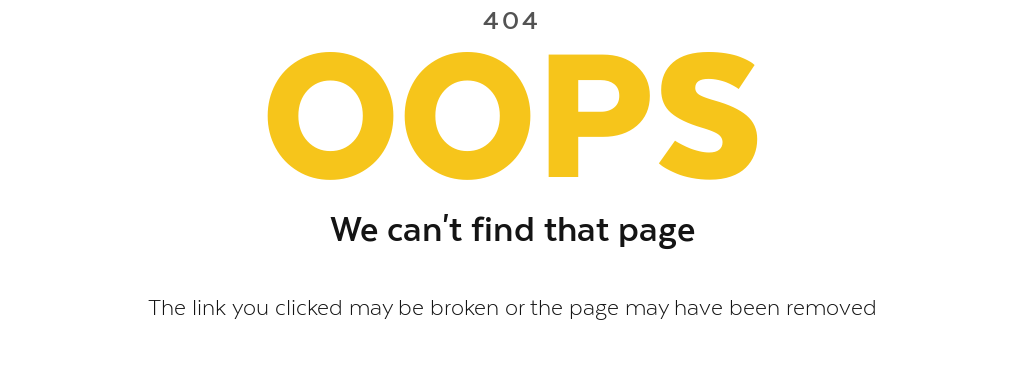 404
OOPS
We can't find that page
The link you clicked may be broken or the page may have been removed